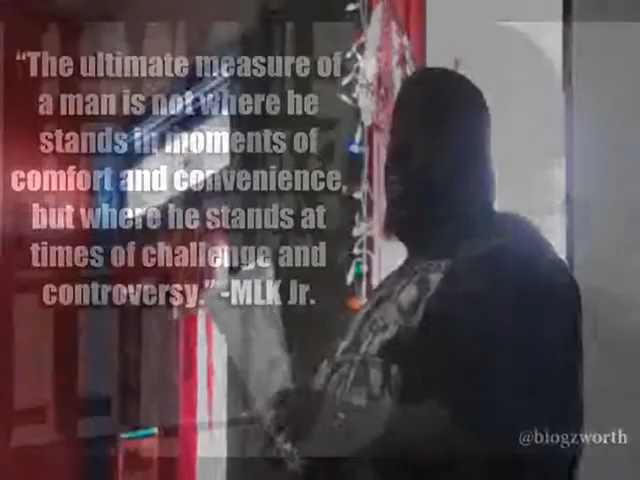 “The ultimate measure of
a man is not where he
stands in moments of
comfort and convenience
but where he stands at
times of challenge and
controversy.” -MLK Jr.
@blogzworth